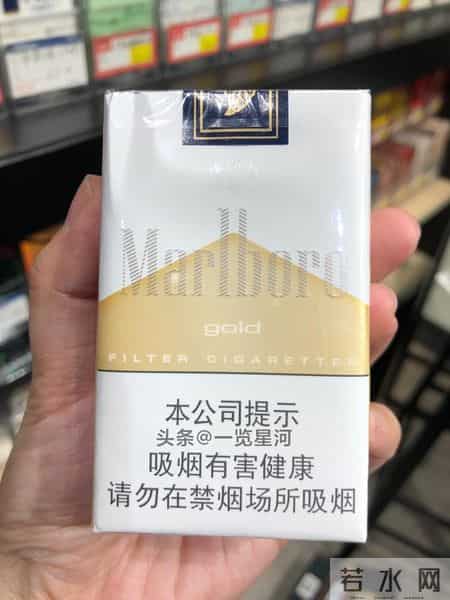 Marlboro
gold
FILTER CIGARETTES
本公司提示
头条@一览星河
吸烟有害健康
请勿在禁烟场所吸烟
若水网